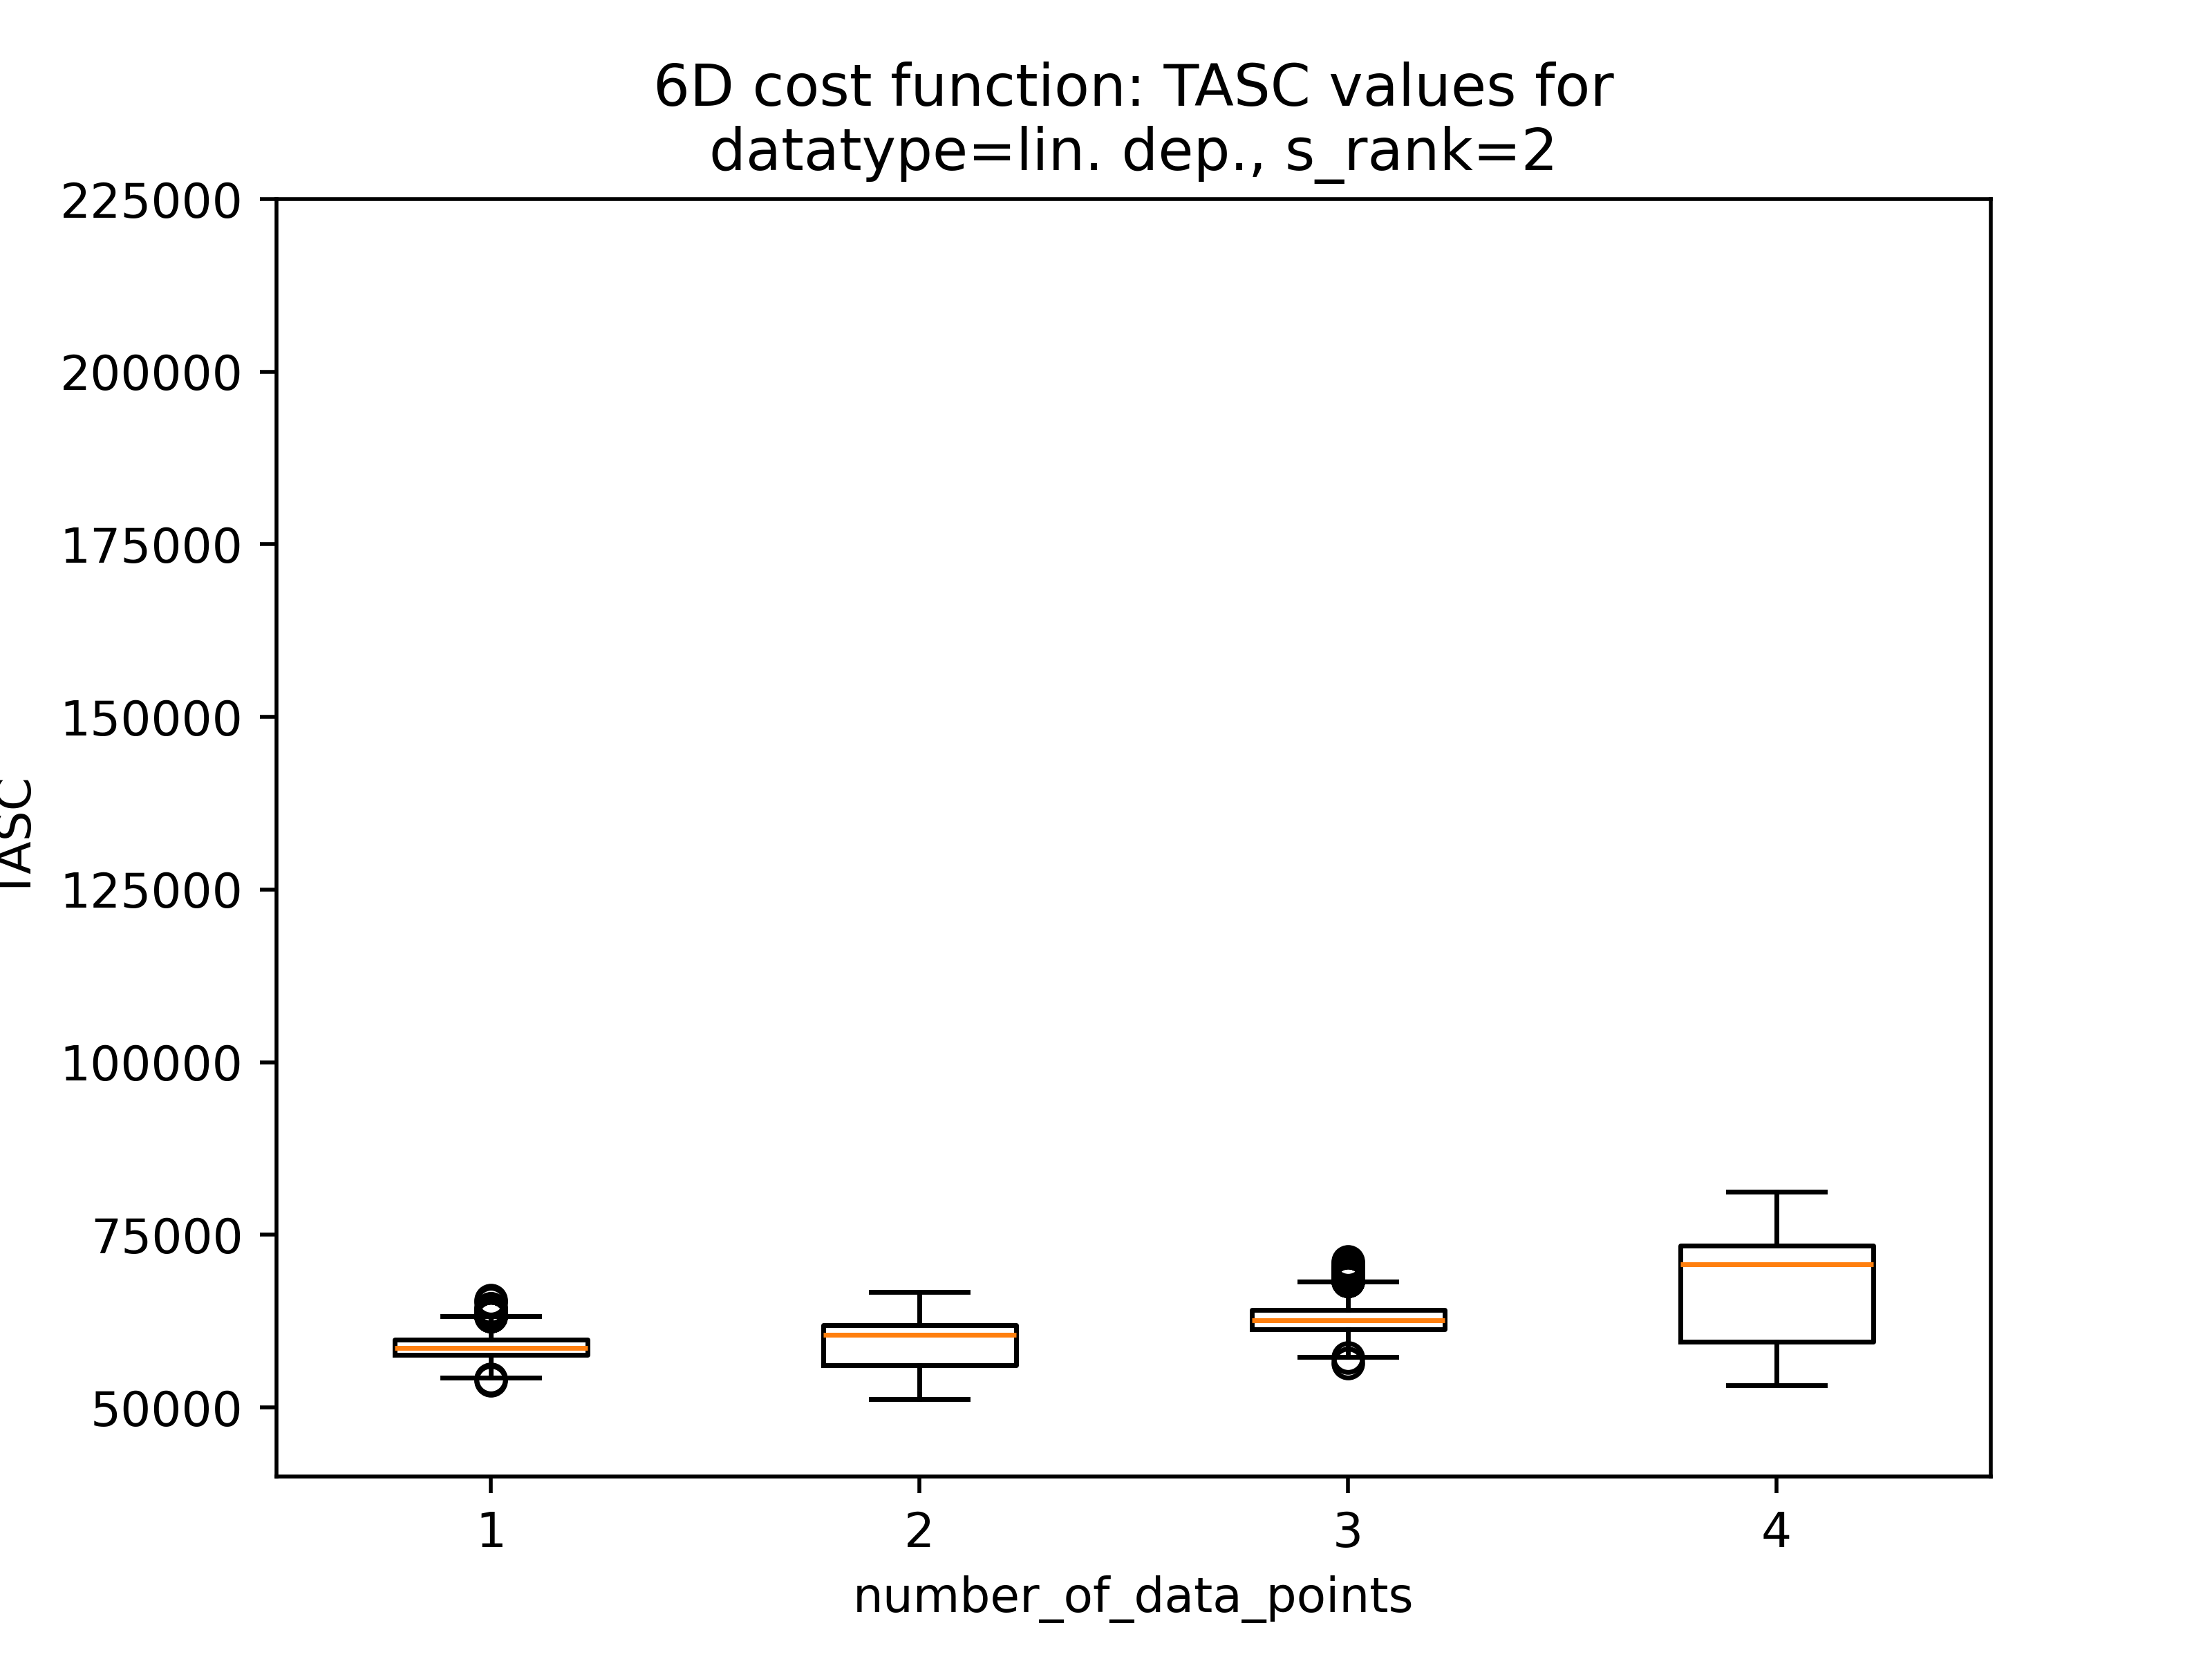 6D cost function: TASC values for
datatype=lin. dep., s_rank=2
225000
200000
175000
150000
125000
100000
75000
50000
TASC
1 2 3 4
number_of_data_points